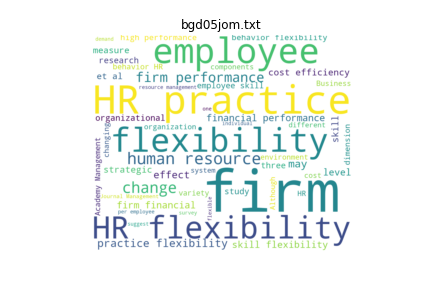 bgd05jom.txt
demand
high performance
behavior flexibility
measure
employee
components
research
behavior HR
cost efficiency
et al
firm performance
resource management
employee skill
Business
HR practice
one
organizational
financial performance
individual
changing
organization
different
skill
flexibility
dimension
Academy Management
human resource
environment
three
may
strategic
effect
system
cost
level
change
variety
study
firm
Although
HR
Journal Management
firm financial
flexible
per employee
survey
HR flexibility
suggest
practice flexibility
skill flexibility